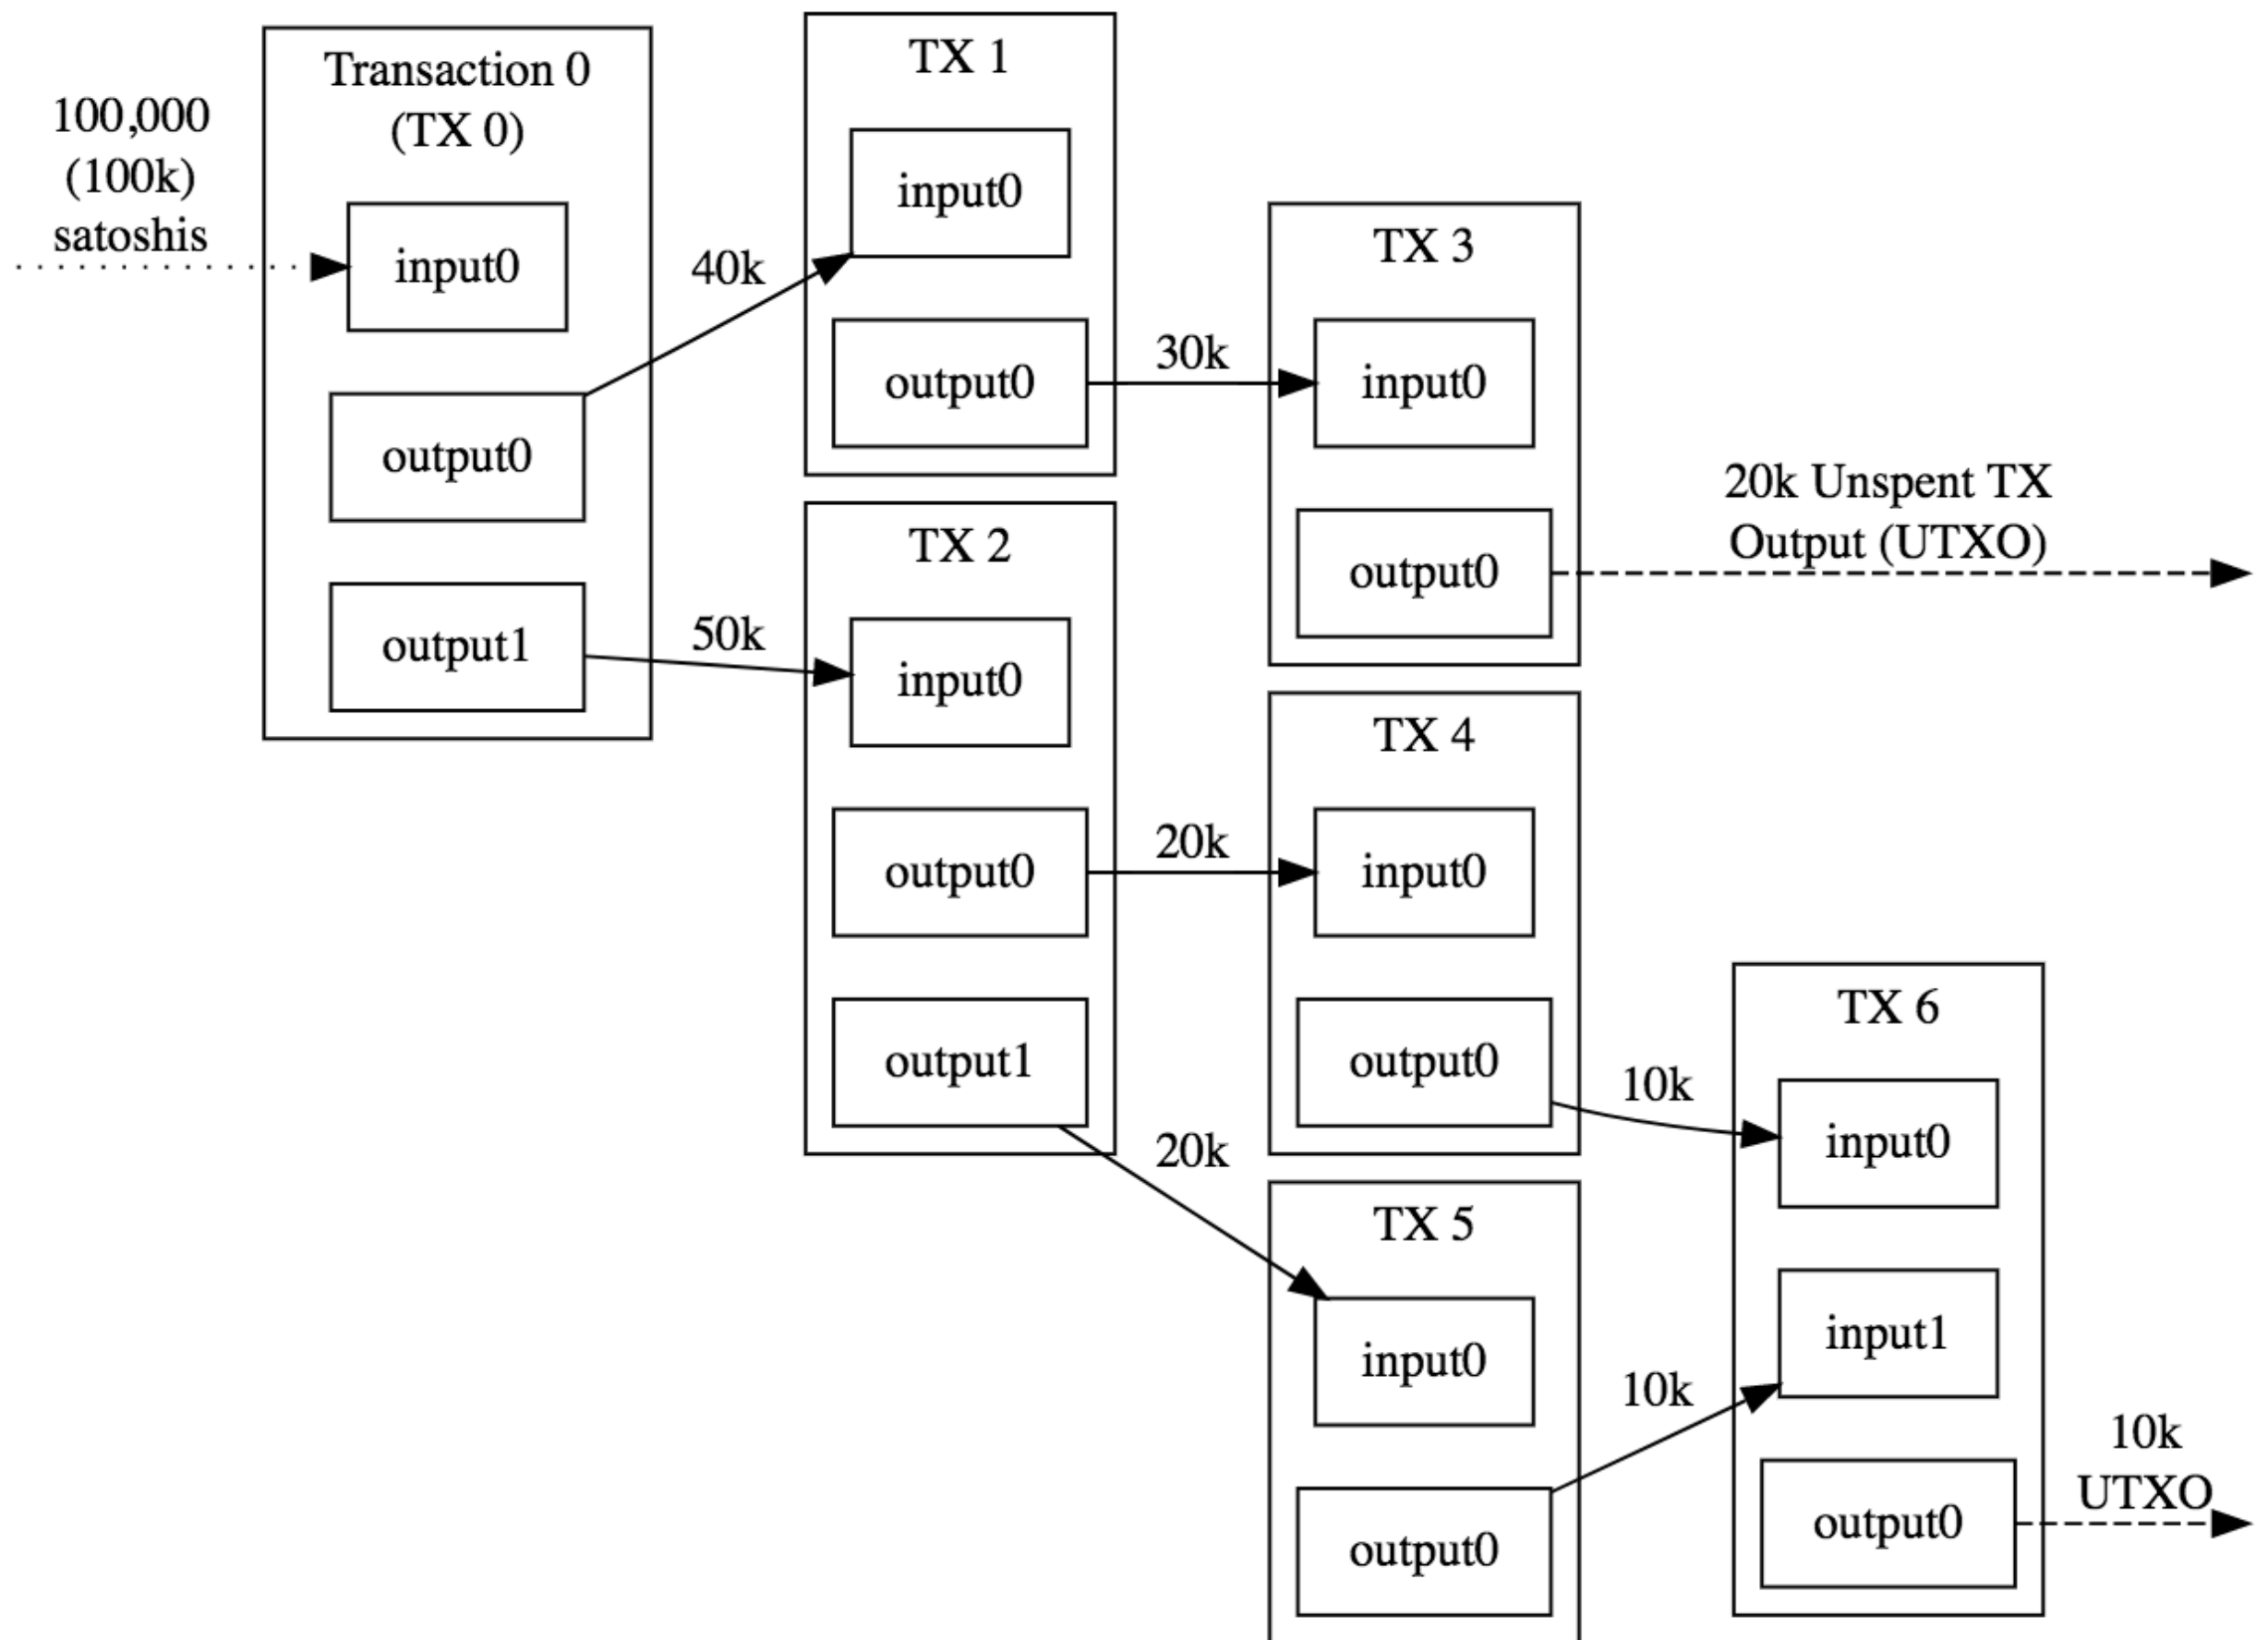 100,000
(100k)
satoshis
Transaction 0
(TX 0)
input0
output0
output1
40k
50k
TX 1
input0
output0
30k
TX 2
input0
output0
output1
20k
20k
TX 3
input0
output0
20k Unspent TX
Output (UTXO)
TX 4
input0
output0
10k
TX 5
input0
output0
10k
TX 6
input0
input1
output0
10k
UTXO